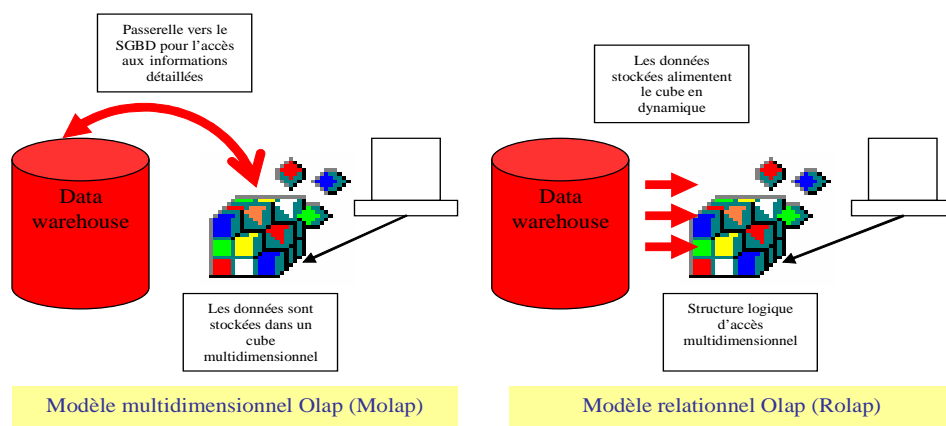 Passerelle vers le
SGBD pour l'accès
aux informations
détaillées
Data
warehouse
Les données sont
stockées dans un
cube
multidimensionnel
Modèle multidimensionnel Olap (Molap)
Les données
stockées alimentent
le cube en
dynamique
Data
warehouse
Structure logique
d'accès
multidimensionnel
Modèle relationnel Olap (Rolap)